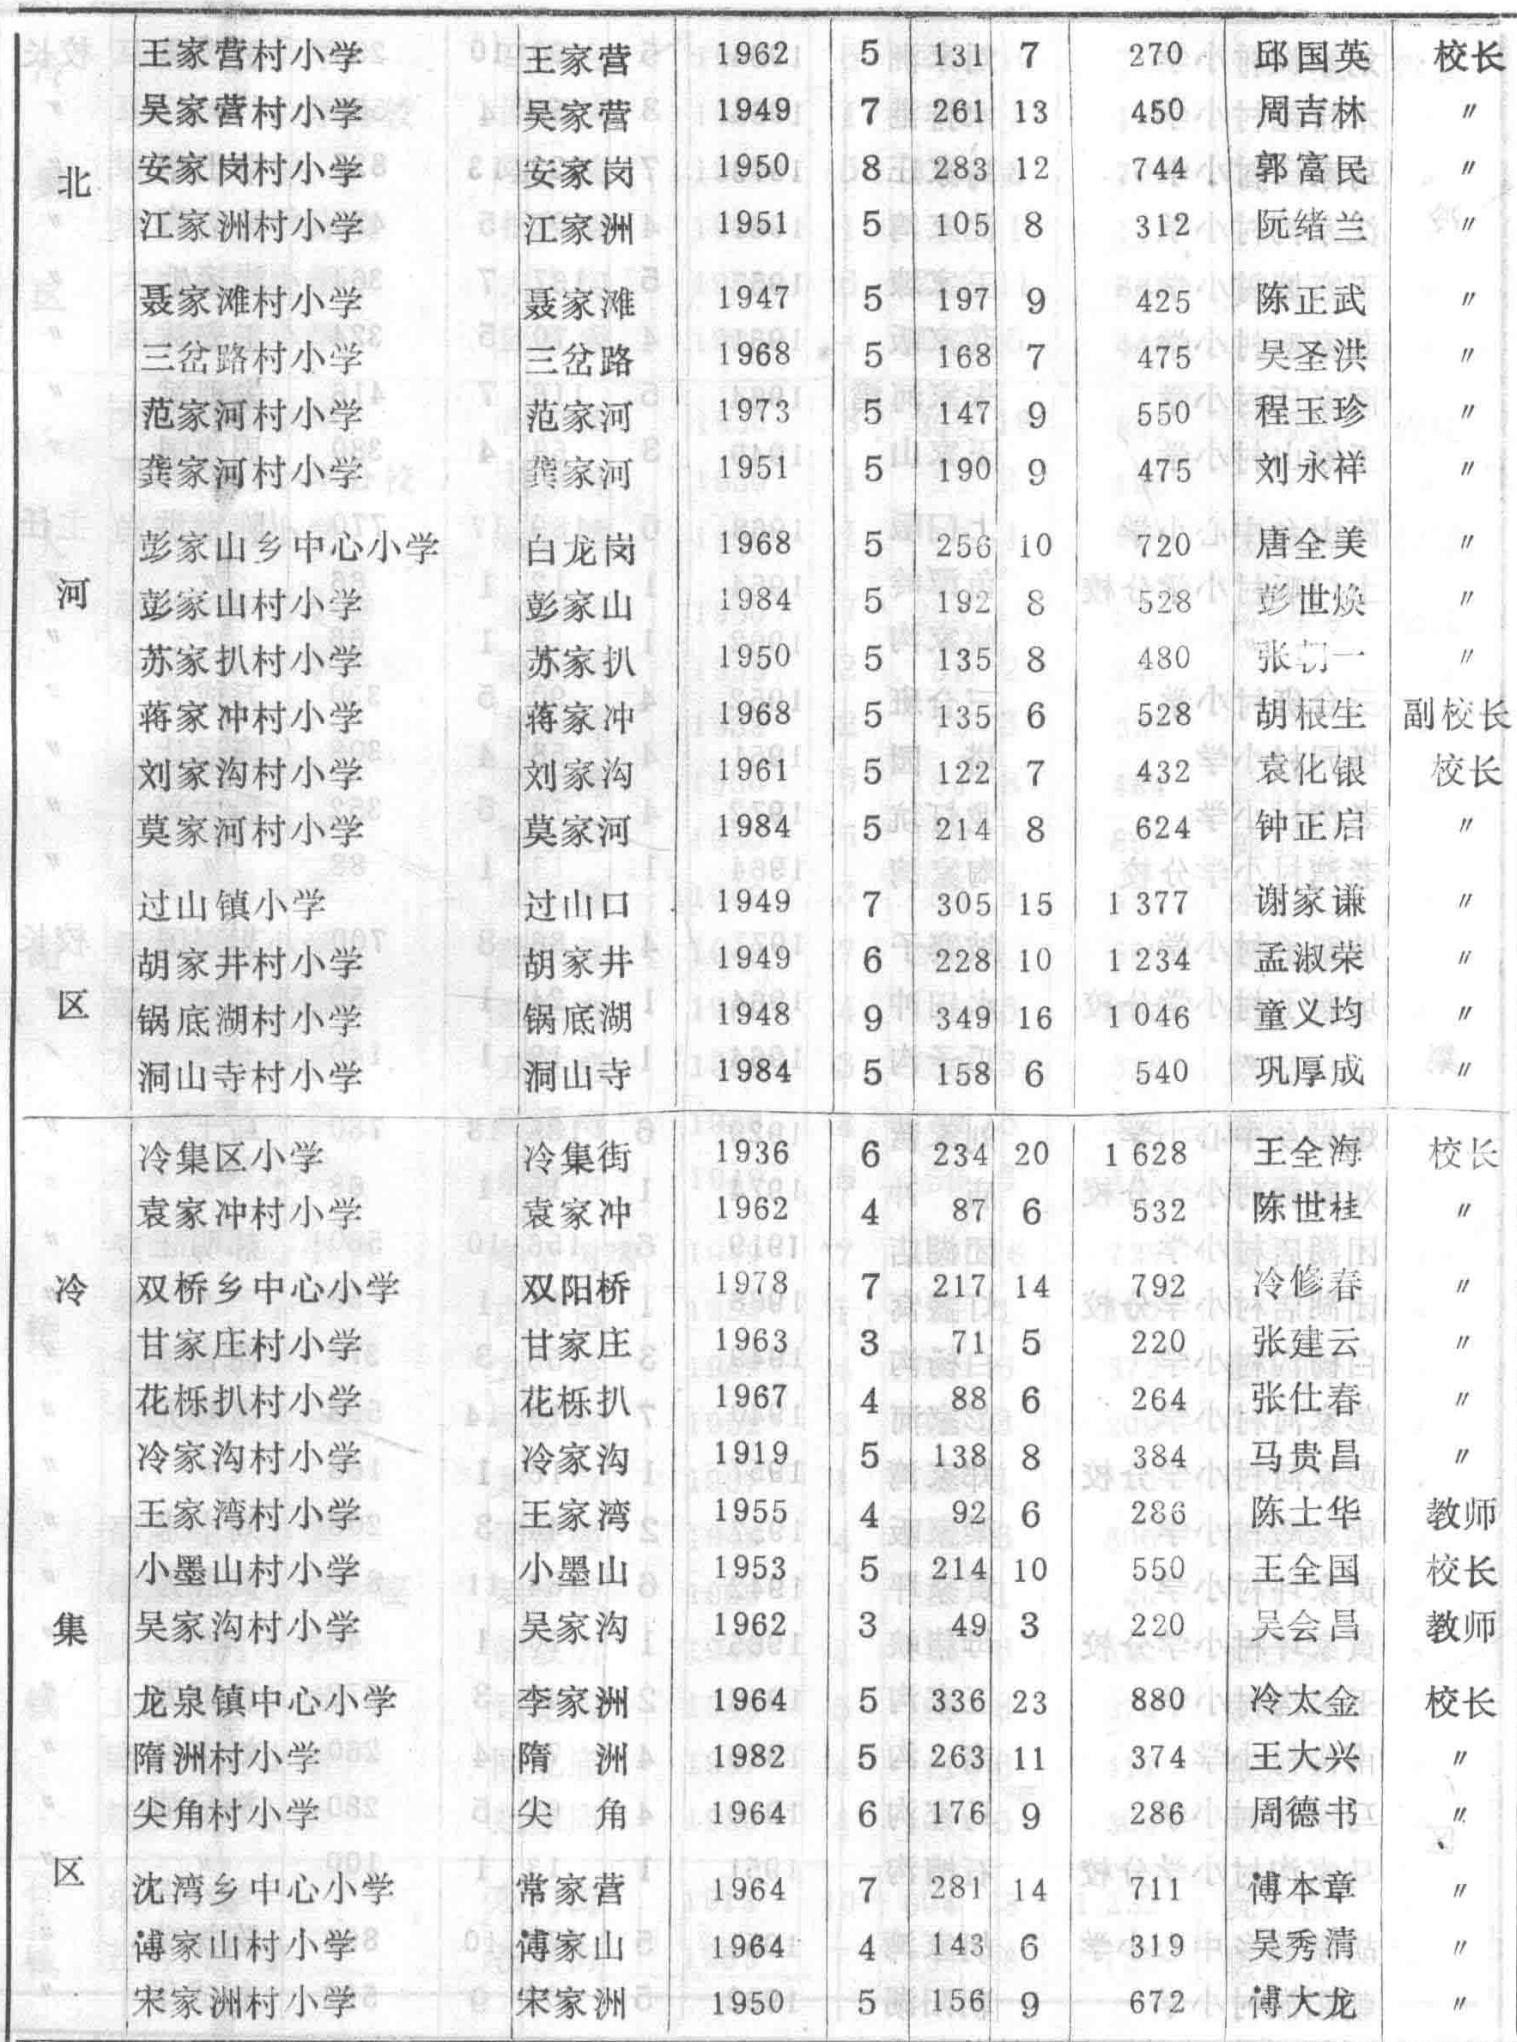 王家营村小学 王家营 1962 5 131 7 270 邱国英 校长
吴家营村小学 吴家营 1949 7 261 13 450 周吉林 〃
北 安家岗村小学 安家岗 1950 8 283 12 744 郭富民 〃
江家洲村小学 江家洲 1951 5 105 8 312 阮绪兰 〃
聂家滩村小学 聂家滩 1947 5 197 9 425 陈正武 〃
三岔路村小学 三岔路 1968 5 168 7 475 吴圣洪 〃
范家河村小学 范家河 1973 5 147 9 550 程玉珍 〃
龚家河村小学 龚家河 1951 5 190 9 475 刘永祥 〃
彭家山乡中心小学 白龙岗 1968 5 256 10 720 唐全美 〃
河 彭家山村小学 彭家山 1984 5 192 8 528 彭世焕 〃
苏家扒村小学 苏家扒 1950 5 135 8 480 张朝一 〃
蒋家冲村小学 蒋家冲 1968 5 135 6 528 胡根生 副校长
刘家沟村小学 刘家沟 1961 5 122 7 432 袁化银 校长
莫家河村小学 莫家河 1984 5 214 8 624 钟正启 〃
过山镇小学 过山口 1949 7 305 15 1377 谢家谦 〃
胡家井村小学 胡家井 1949 6 228 10 1234 孟淑荣 〃
区 锅底湖村小学 锅底湖 1948 9 349 16 1046 童义均 〃
洞山寺村小学 洞山寺 1984 5 158 6 540 巩厚成 〃
冷集区小学 冷集街 1936 6 234 20 1628 王全海 校长
袁家冲村小学 袁家冲 1962 4 87 6 532 陈世桂 〃
冷 双桥乡中心小学 双阳桥 1978 7 217 14 792 冷修春 〃
甘家庄村小学 甘家庄 1963 3 71 5 220 张建云 〃
花栎扒村小学 花栎扒 1967 4 88 6 264 张仕春 〃
冷家沟村小学 冷家沟 1919 5 138 8 384 马贵昌 〃
王家湾村小学 王家湾 1955 4 92 6 286 陈士华 教师
小墨山村小学 小墨山 1953 5 214 10 550 王全国 校长
集 吴家沟村小学 吴家沟 1962 3 49 3 220 吴会昌 教师
龙泉镇中心小学 李家洲 1964 5 336 23 880 冷太金 校长
隋洲村小学 隋 洲 1982 5 263 11 374 王大兴 〃
尖角村小学 尖 角 1964 6 176 9 286 周德书 〃
区 沈湾乡中心小学 常家营 1964 7 281 14 711 溥本章 〃
溥家山村小学 溥家山 1964 4 143 6 319 吴秀清 〃
宋家洲村小学 宋家洲 1950 5 156 9 672 溥大龙 〃